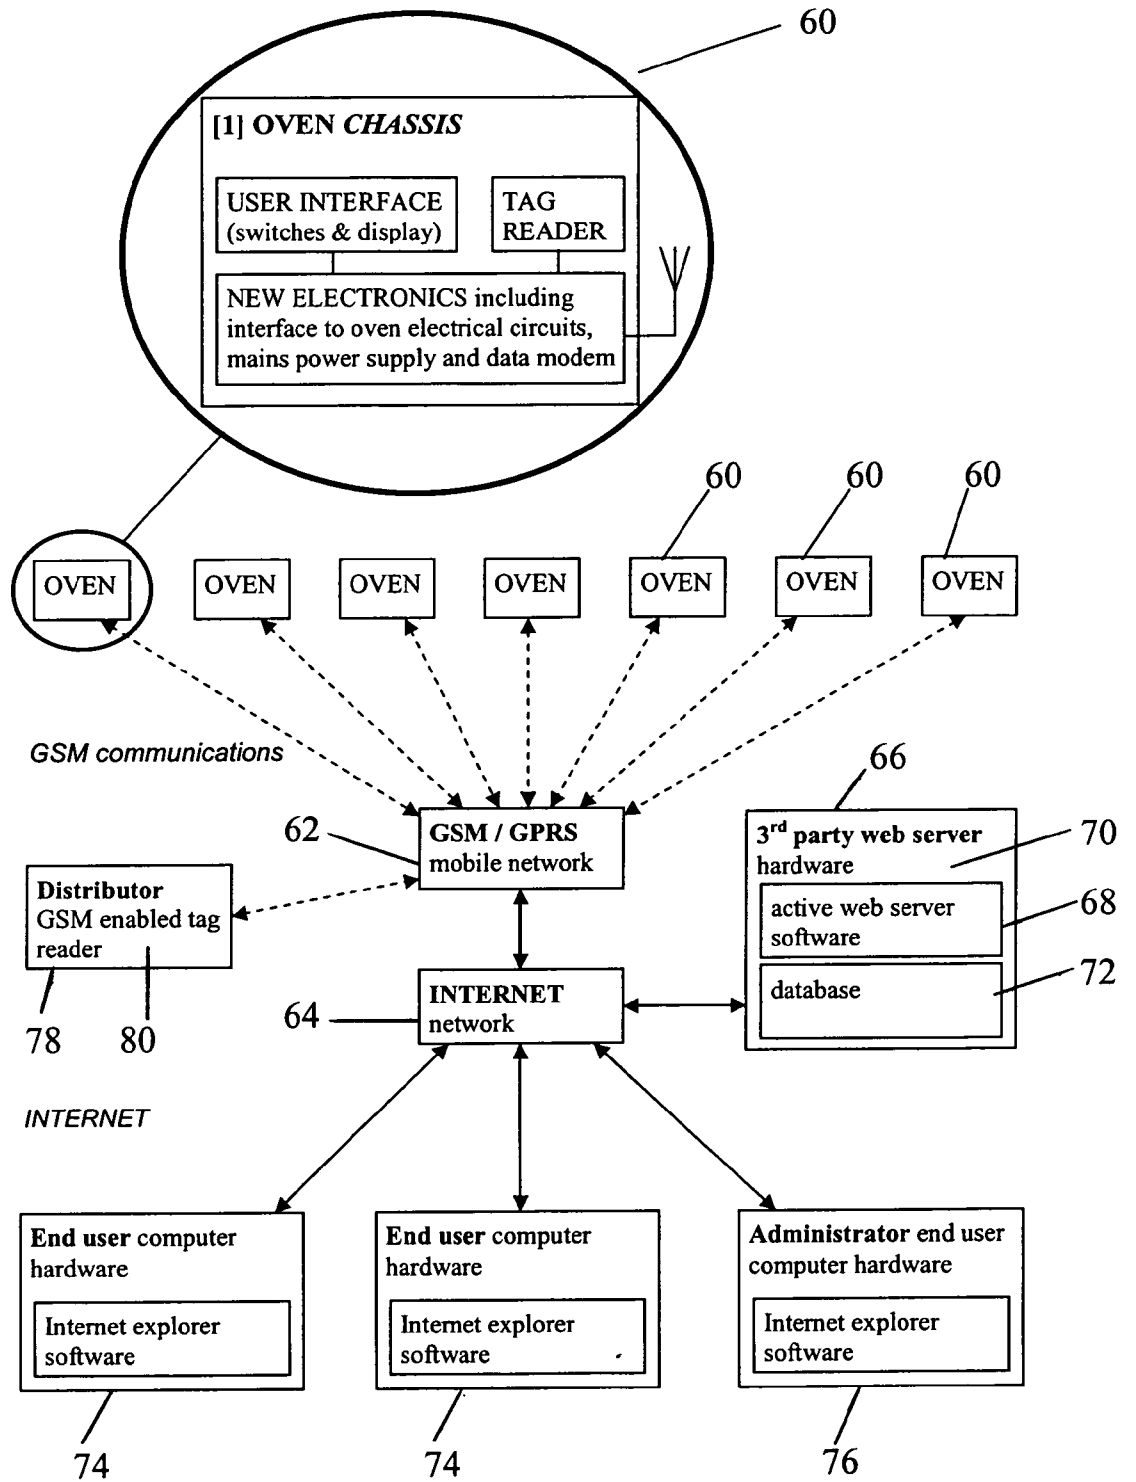 60
[1] OVEN CHASSIS
USER INTERFACE
(switches & display)
TAG
READER
NEW ELECTRONICS including
interface to oven electrical circuits,
mains power supply and data modem
60
60
60
OVEN
OVEN
OVEN
OVEN
OVEN
OVEN
OVEN
GSM communications
66
62
GSM / GPRS
mobile network
3rd party web server
hardware
70
active web server
software
68
database
72
Distributor
GSM enabled tag
reader
78
80
64
INTERNET
network
INTERNET
End user computer
hardware
Internet explorer
software
End user computer
hardware
Internet explorer
software
Administrator end user
computer hardware
Internet explorer
software
74
74
76